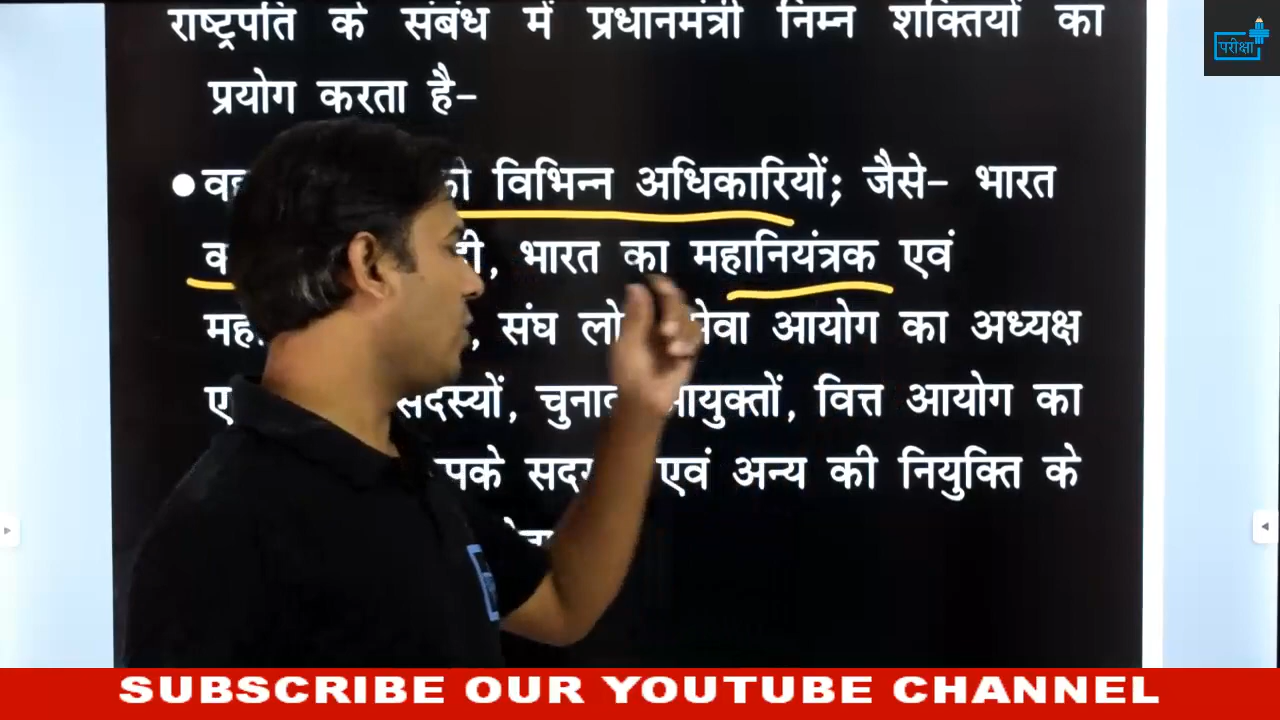 राष्ट्रपति के संबंध में प्रधानमंत्री निम्न शक्तियों का
परीक्षा
प्रयोग करता है-
विभिन्न अधिकारियों; जैसे- भारत
भारत का महानियंत्रक एवं
संघ आयोग का अध्यक्ष
सदस्यों, वित्त आयोग का
एवं अन्य की नियुक्ति के
SUBSCRIBE OUR YOUTUBE CHANNEL